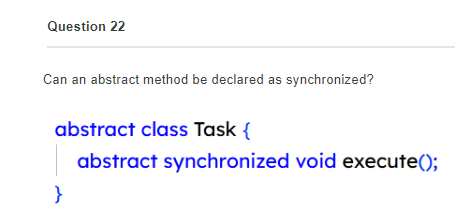 Question 22
Can an abstract method be declared as synchronized?
abstract class Task {
abstract synchronized void execute();
}